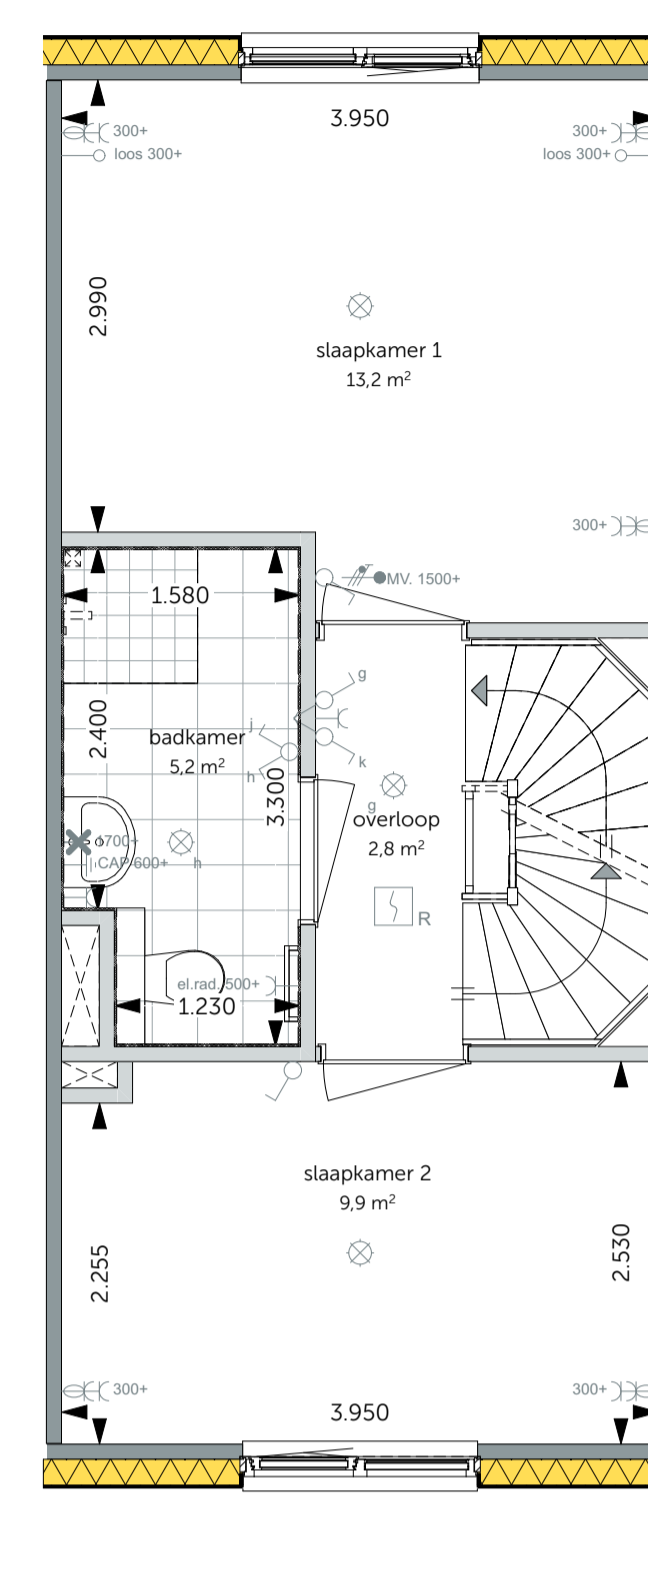 3.950
300+
300+
loos 300+
loos 300+
2.990
slaapkamer 1
13,2 m²
300+
MV. 1500+
1.580
g
j
2.400
badkamer
5,2 m²
h
k
3.300
g
overloop
2,8 m²
1700+
CAP 600+
h
R
el.rad. 500+
1.230
slaapkamer 2
9,9 m²
2.255
2.530
300+
300+
3.950